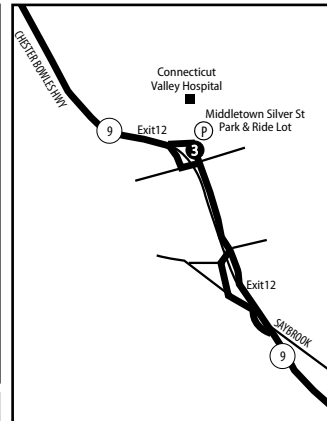 CHESTER BOWLES HWY
Connecticut
Valley Hospital
Middletown Silver St
Park & Ride Lot
P
9
Exit12
3
Exit12
SAYBROOK
9